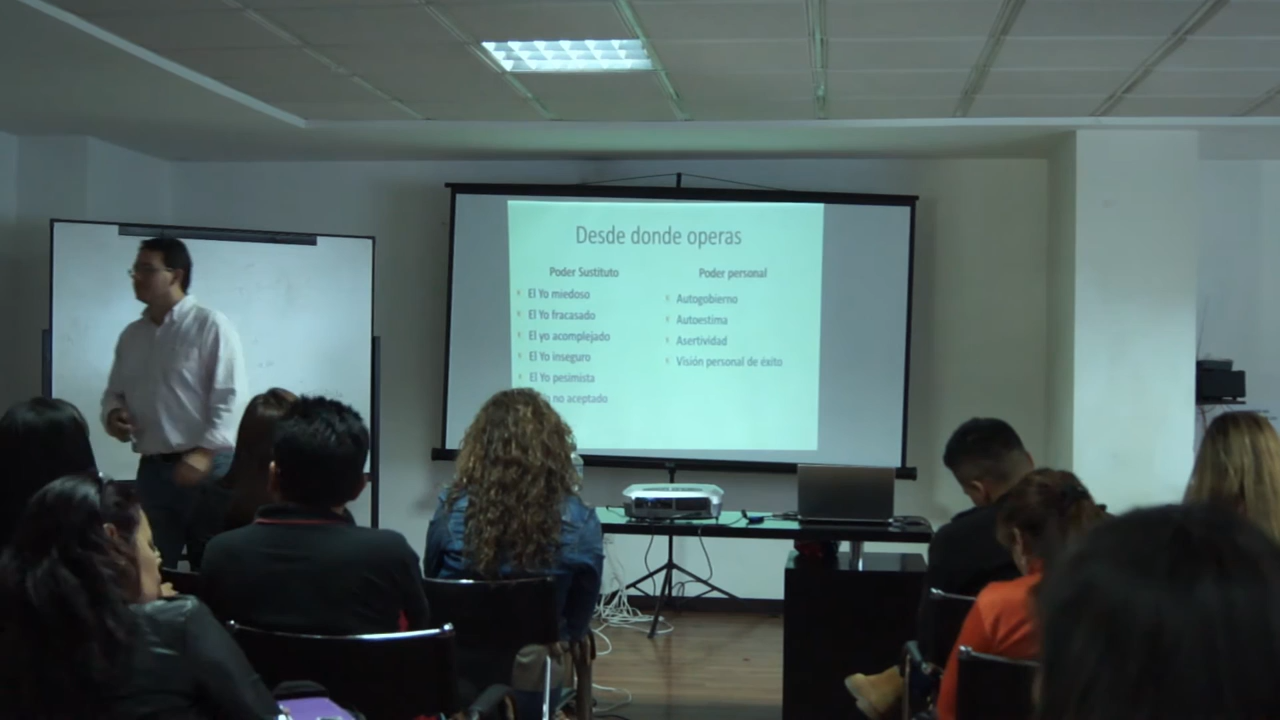 Desde donde operas
Poder Sustituto
El Yo miedoso
El Yo fracasado
El yo acomplejado
El Yo inseguro
El Yo pesimista
no aceptado
Poder personal
Autogobierno
Autoestima
Asertividad
Visión personal de éxito